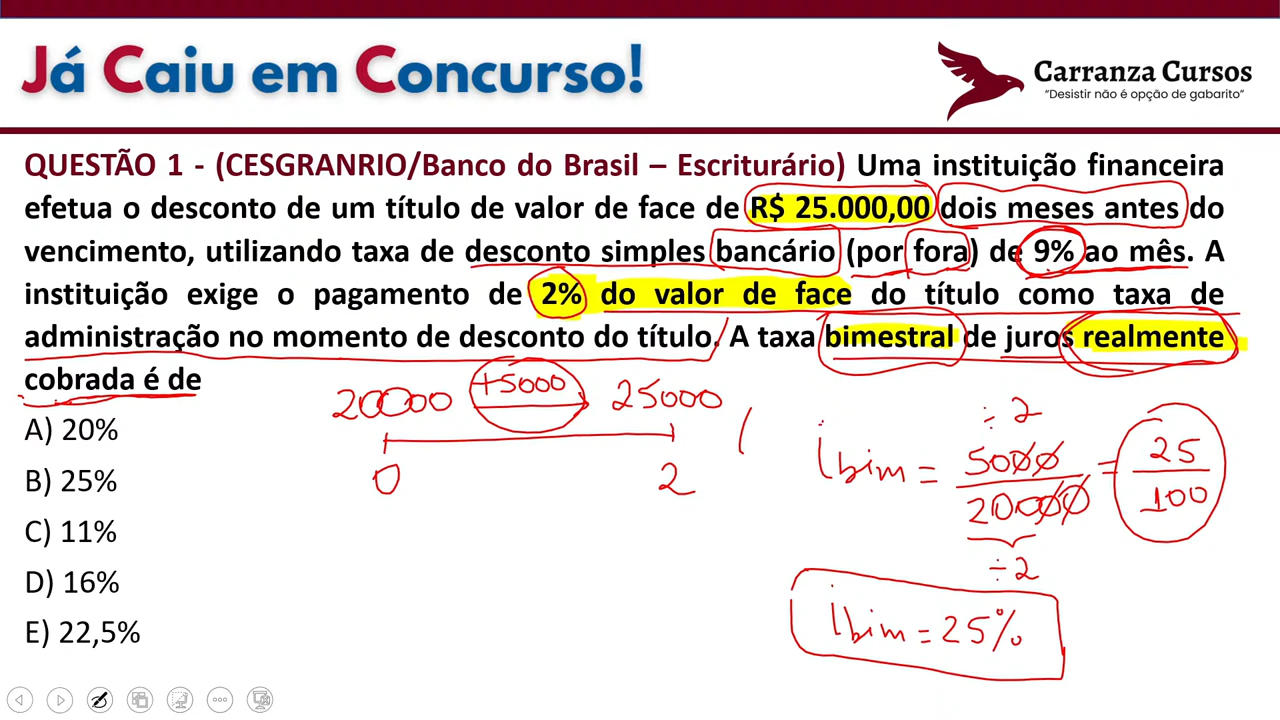 Já Caiu em Concurso!
Carranza Cursos
“Desistir não é opção de gabarito”
QUESTÃO 1 - (CESGRANRIO/Banco do Brasil – Escriturário) Uma instituição financeira
efetua o desconto de um título de valor de face de R$ 25.000,00 dois meses antes do
vencimento, utilizando taxa de desconto simples bancário (por fora) de 9% ao mês. A
instituição exige o pagamento de 2% do valor de face do título como taxa de
administração no momento de desconto do título. A taxa bimestral de juros realmente
cobrada é de
A) 20%
B) 25%
C) 11%
D) 16%
E) 22,5%
20000 +5000 25000
0 2
÷2
ibim = 5000 = 25
20000 100
÷2
ibim = 25%